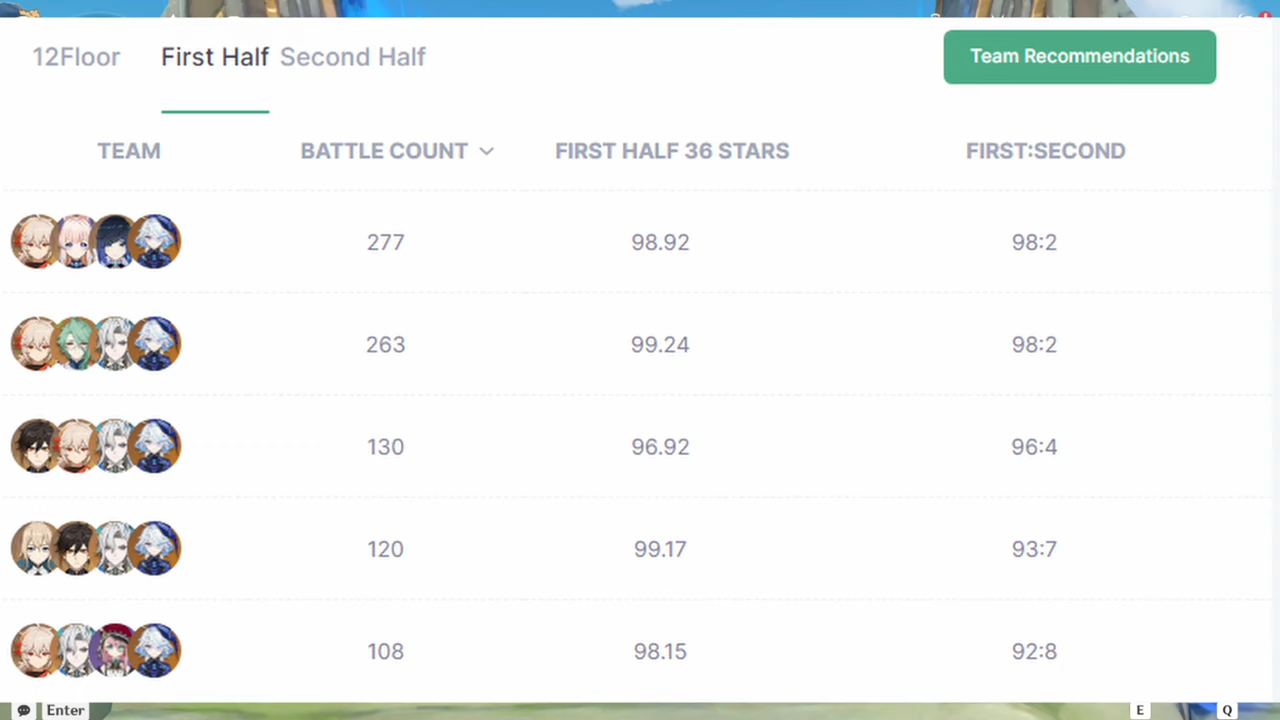 12Floor First Half Second Half Team Recommendations
TEAM BATTLE COUNT FIRST HALF 36 STARS FIRST:SECOND
277 98.92 98:2
263 99.24 98:2
130 96.92 96:4
120 99.17 93:7
108 98.15 92:8
Enter E Q